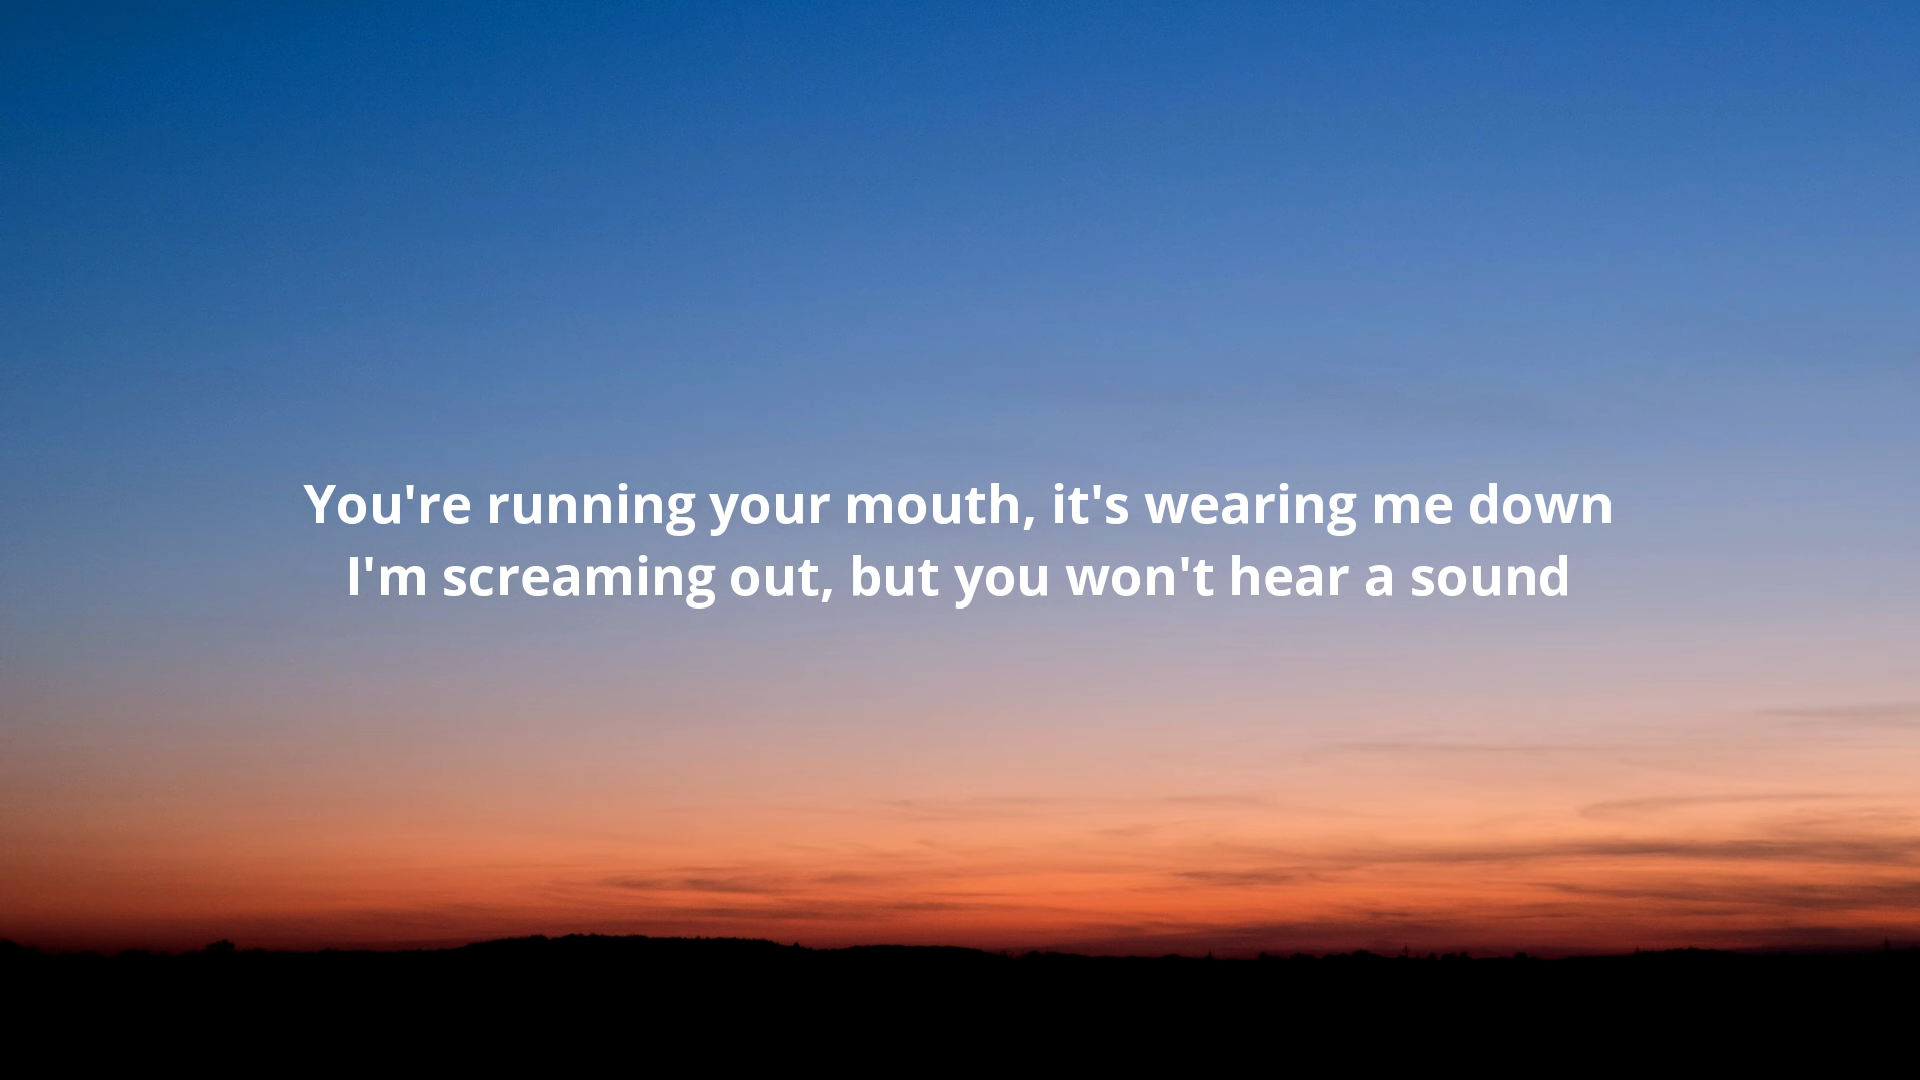 You're running your mouth, it's wearing me down
I'm screaming out, but you won't hear a sound